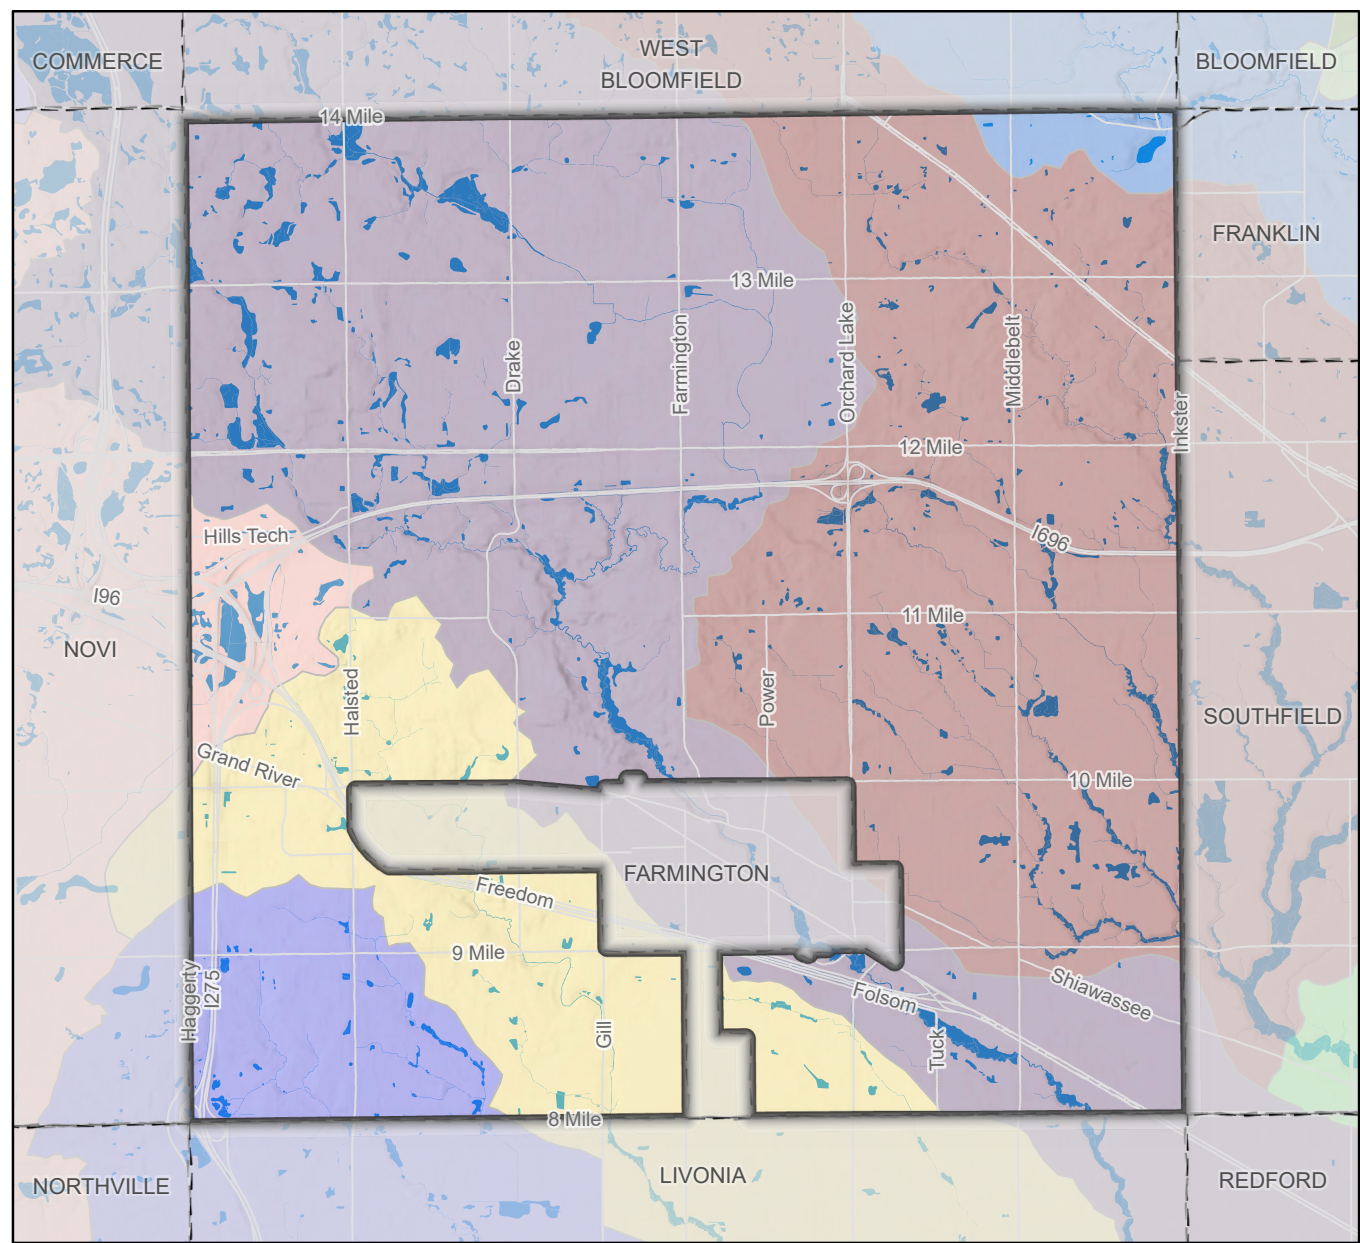 COMMERCE
WEST
BLOOMFIELD
BLOOMFIELD
14 Mile
FRANKLIN
13 Mile
Drake
Farmington
Orchard Lake
Middlebelt
Inkster
12 Mile
Hills Tech
I696
I96
NOVI
11 Mile
Halsted
Power
SOUTHFIELD
Grand River
10 Mile
FARMINGTON
Freedom
9 Mile
Haggerty
I275
Gill
Folsom
Tuck
Shiawassee
8 Mile
NORTHVILLE
LIVONIA
REDFORD